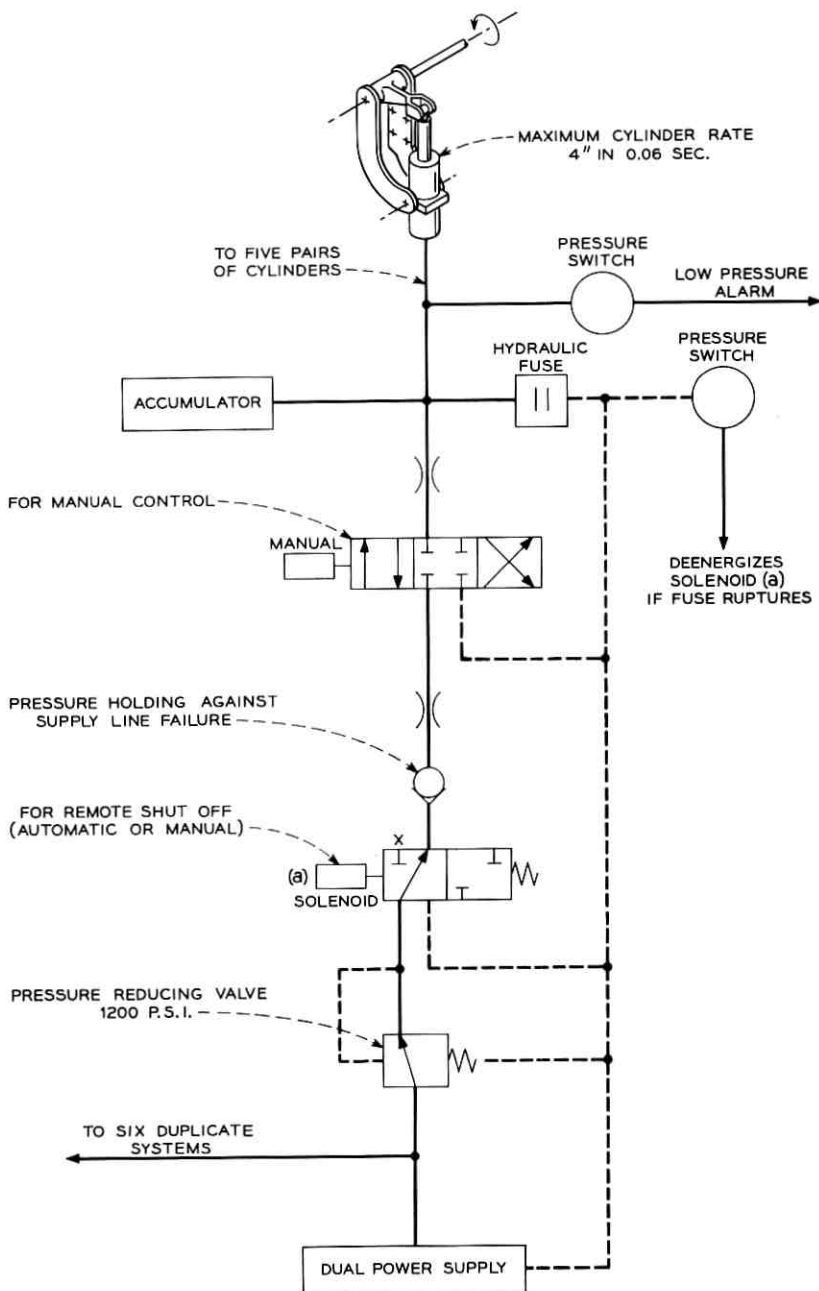 MAXIMUM CYLINDER RATE
4" IN 0.06 SEC.
TO FIVE PAIRS
OF CYLINDERS
PRESSURE
SWITCH
LOW PRESSURE
ALARM
HYDRAULIC
FUSE
PRESSURE
SWITCH
ACCUMULATOR
FOR MANUAL CONTROL
MANUAL
DEENERGIZES
SOLENOID (a)
IF FUSE RUPTURES
PRESSURE HOLDING AGAINST
SUPPLY LINE FAILURE
FOR REMOTE SHUT OFF
(AUTOMATIC OR MANUAL)
X
(a)
SOLENOID
PRESSURE REDUCING VALVE
1200 P.S.I.
TO SIX DUPLICATE
SYSTEMS
DUAL POWER SUPPLY